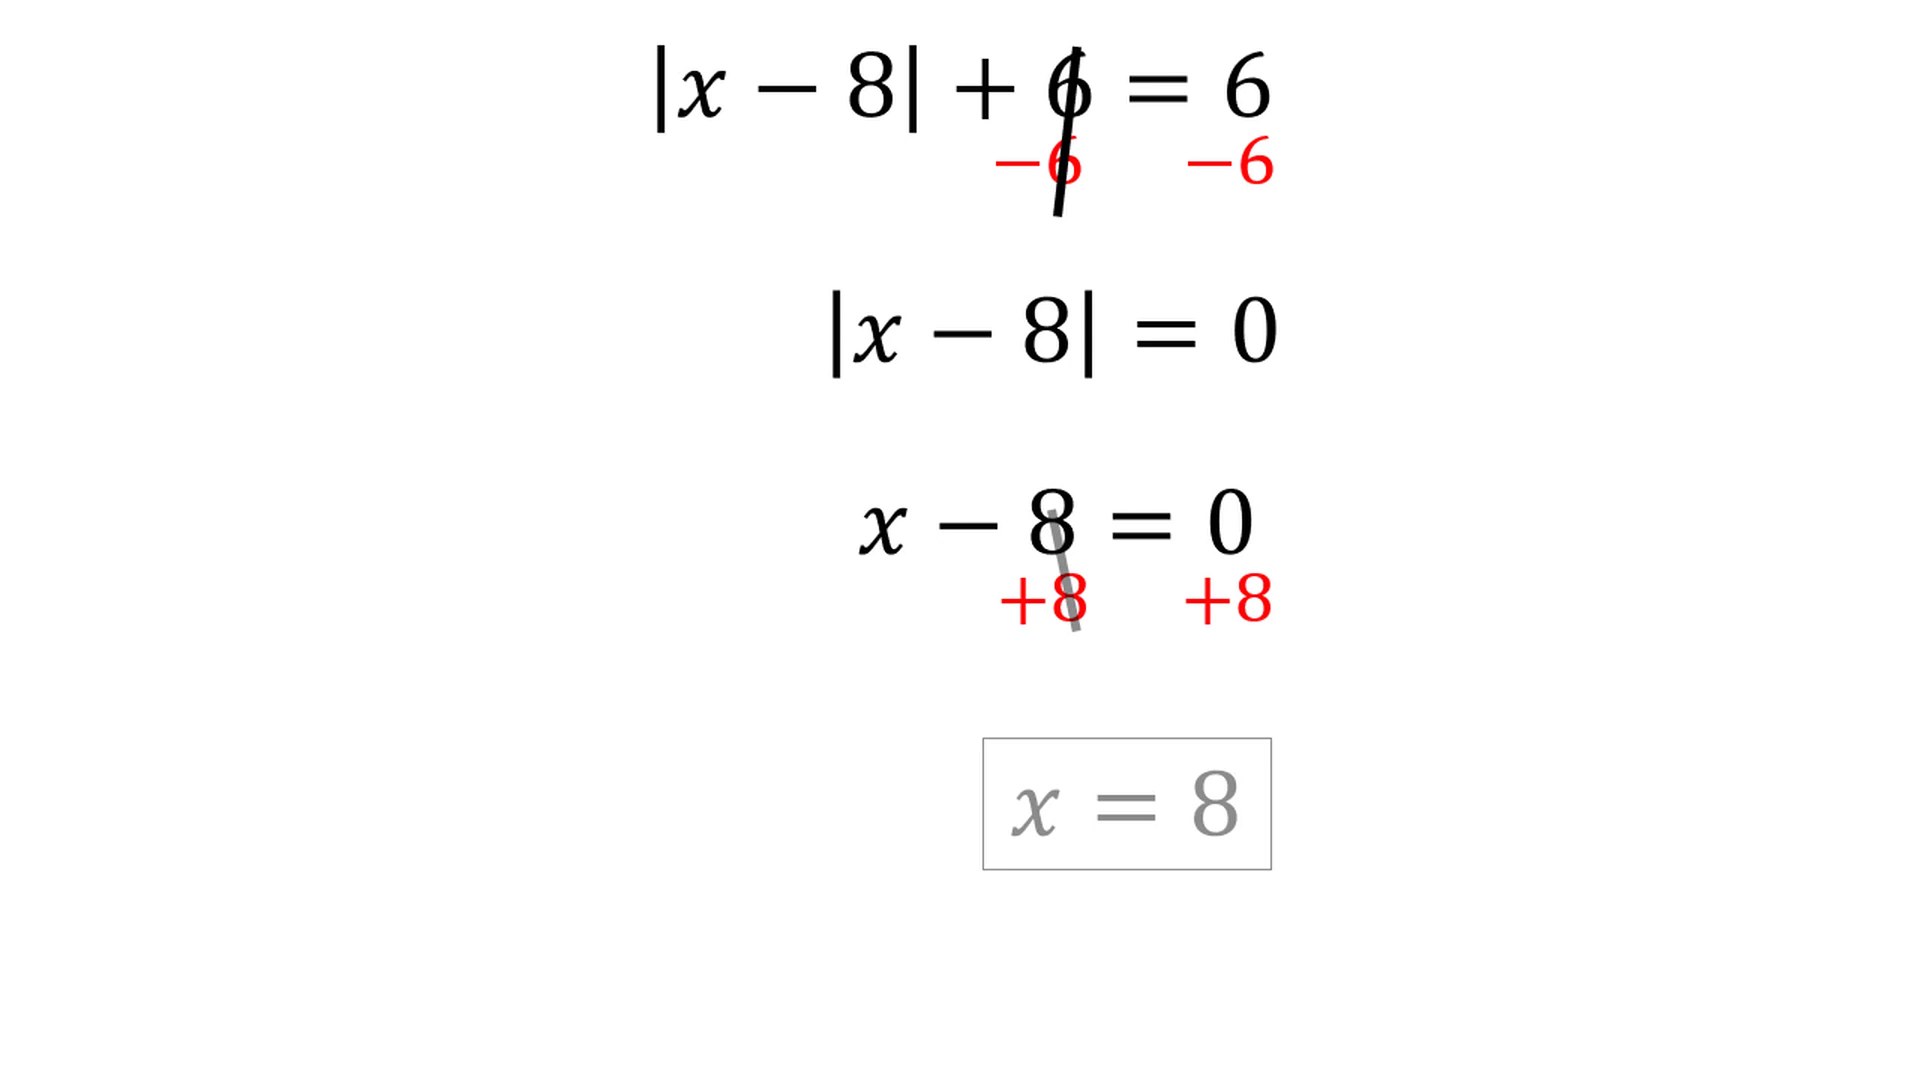 |x − 8| + 6 = 6
−6 −6
|x − 8| = 0
x − 8 = 0
+8 +8
x = 8